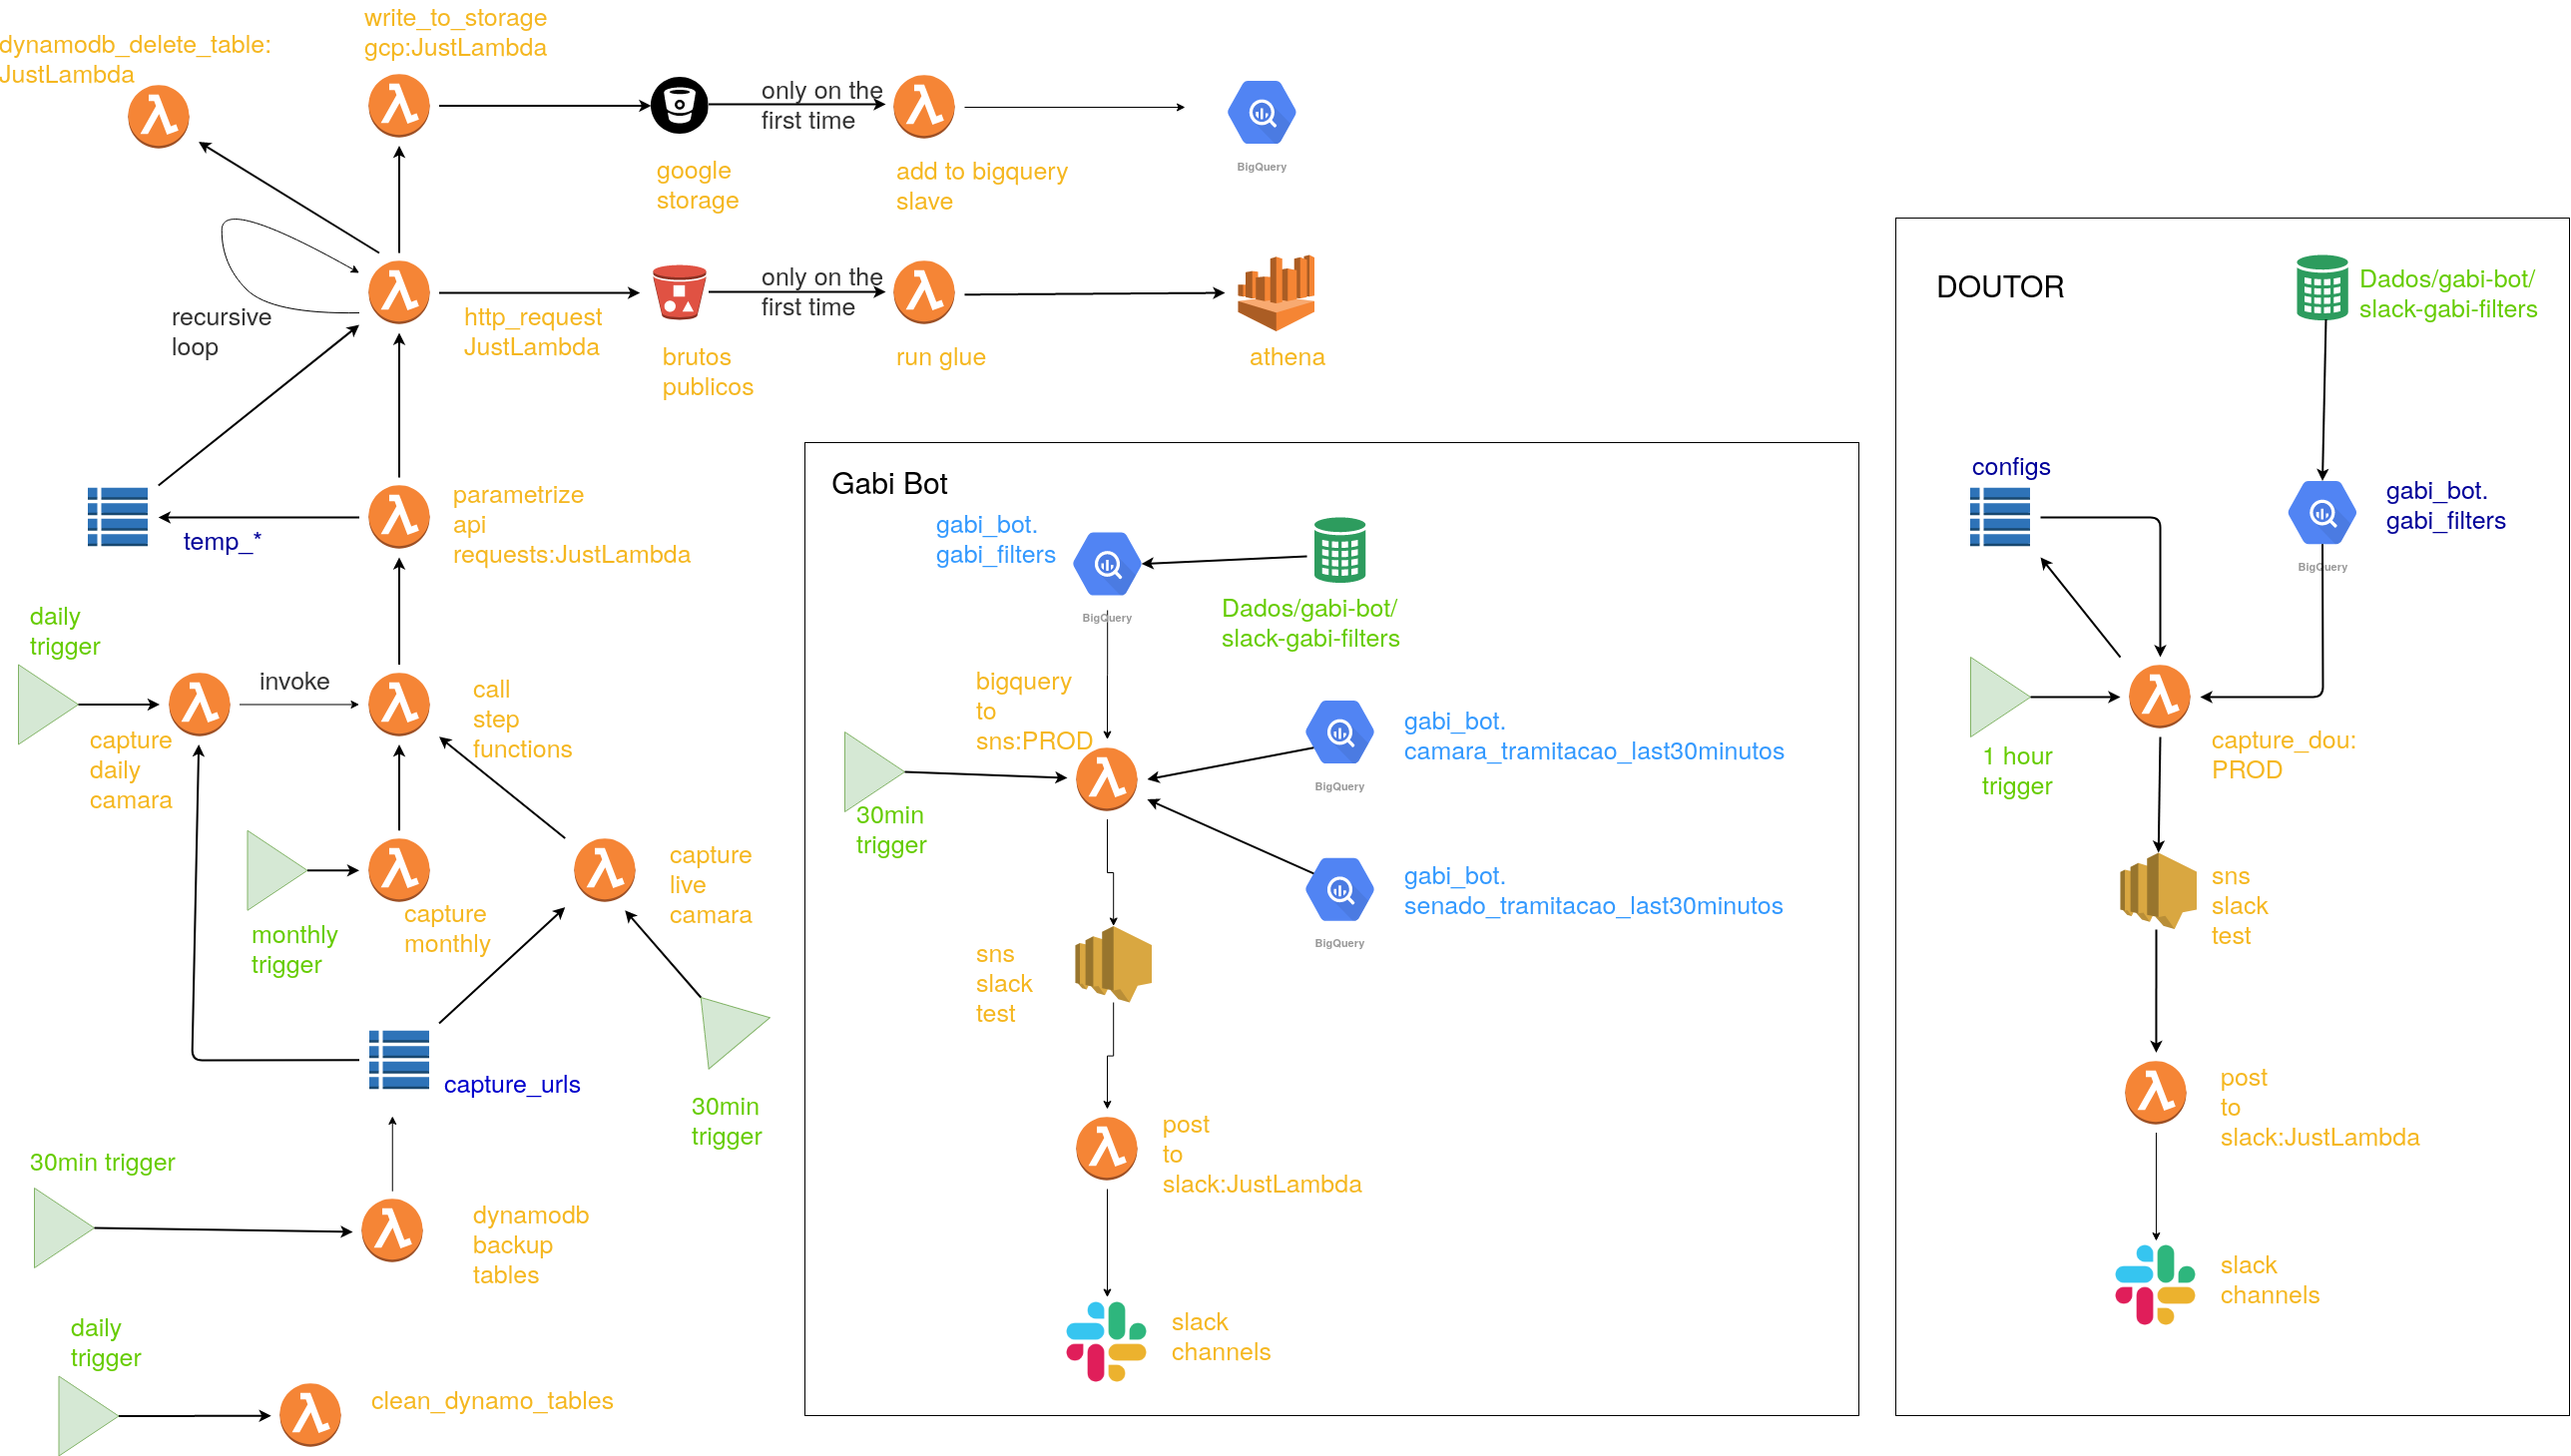 write_to_storage
gcp:JustLambda
dynamodb_delete_table:
JustLambda
only on the
first time
google
storage
add to bigquery
slave
BigQuery
recursive
loop
http_request
JustLambda
only on the
first time
brutos
publicos
run glue
athena
parametrize
api
requests:JustLambda
temp_*
daily
trigger
invoke
capture
daily
camara
call
step
functions
capture
monthly
monthly
trigger
capture
live
camara
capture_urls
30min
trigger
30min trigger
dynamodb
backup
tables
daily
trigger
clean_dynamo_tables
Gabi Bot
gabi_bot.
gabi_filters
BigQuery
Dados/gabi-bot/
slack-gabi-filters
bigquery
to
sns:PROD
30min
trigger
gabi_bot.
camara_tramitacao_last30minutos
BigQuery
gabi_bot.
senado_tramitacao_last30minutos
BigQuery
sns
slack
test
post
to
slack:JustLambda
slack
channels
DOUTOR
Dados/gabi-bot/
slack-gabi-filters
configs
gabi_bot.
gabi_filters
BigQuery
1 hour
trigger
capture_dou:
PROD
sns
slack
test
post
to
slack:JustLambda
slack
channels